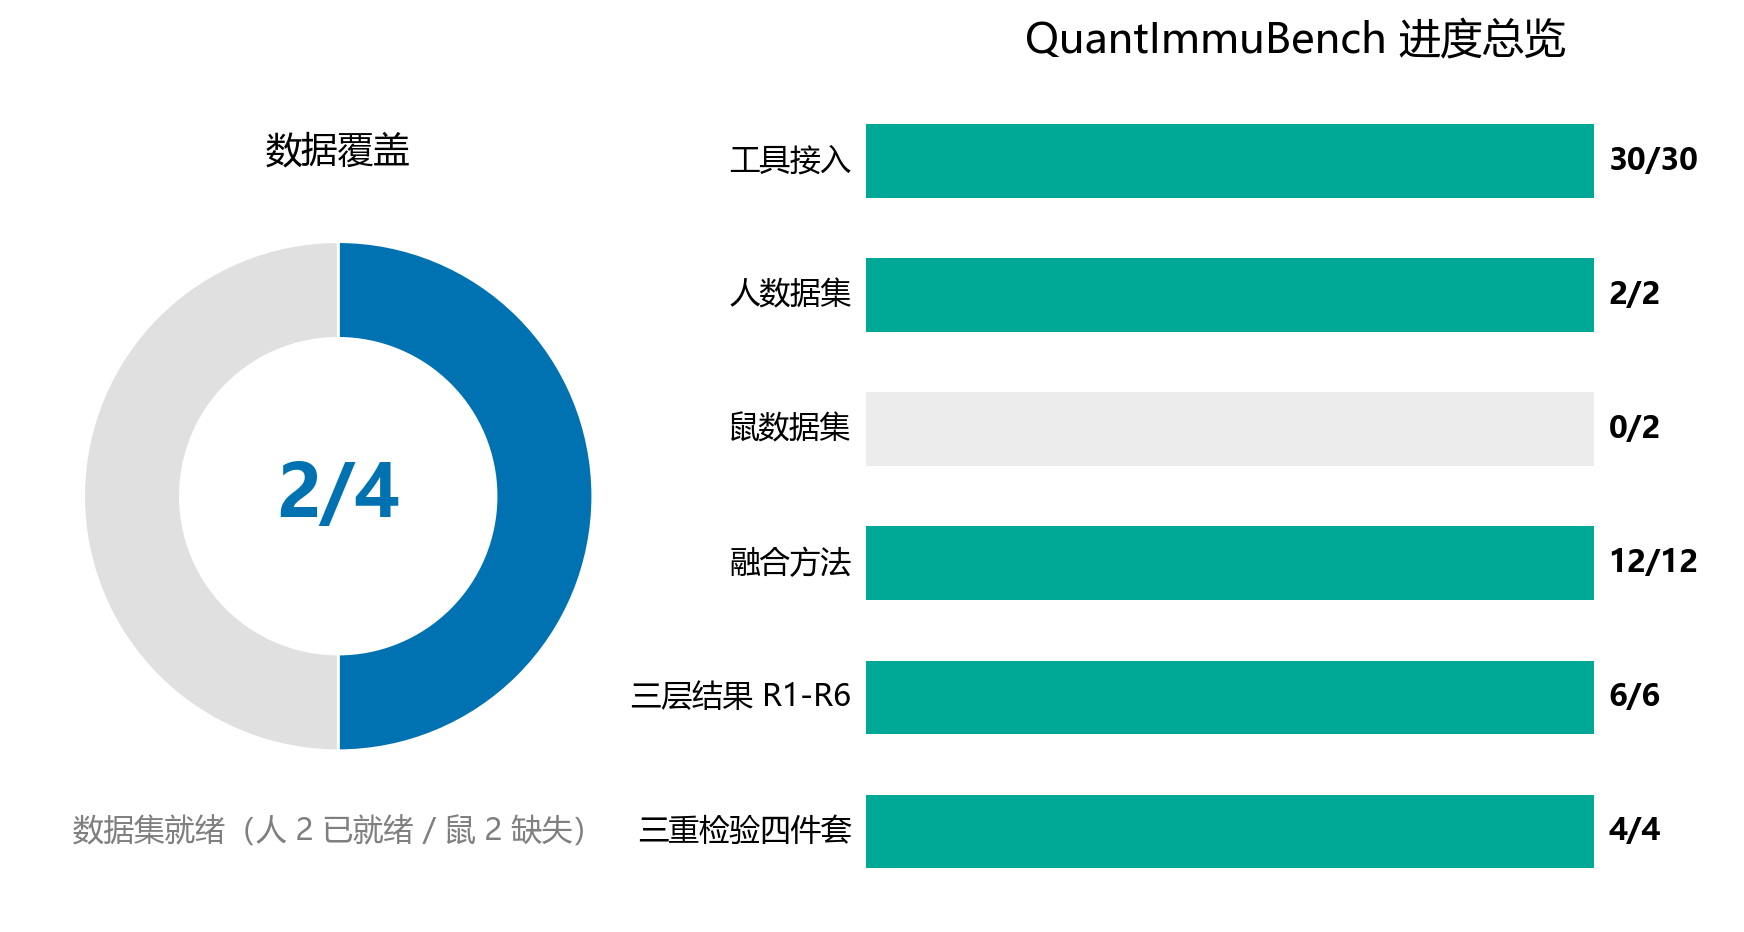 QuantImmuBench 进度总览
数据覆盖
2/4
数据集就绪（人 2 已就绪 / 鼠 2 缺失）
工具接入 30/30
人数据集 2/2
鼠数据集 0/2
融合方法 12/12
三层结果 R1-R6 6/6
三重检验四件套 4/4